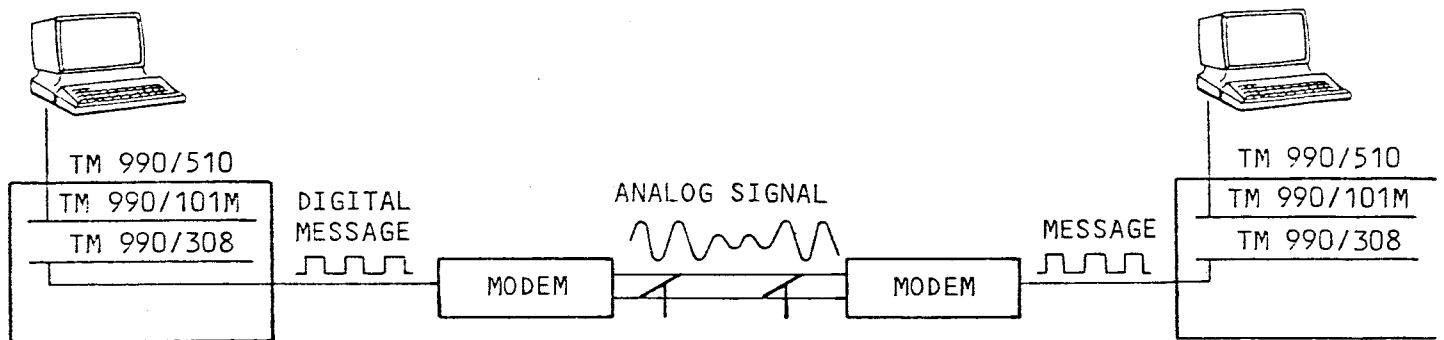 TM 990/510
TM 990/101M
TM 990/308
DIGITAL
MESSAGE
MODEM
ANALOG SIGNAL
MODEM
MESSAGE
TM 990/510
TM 990/101M
TM 990/308